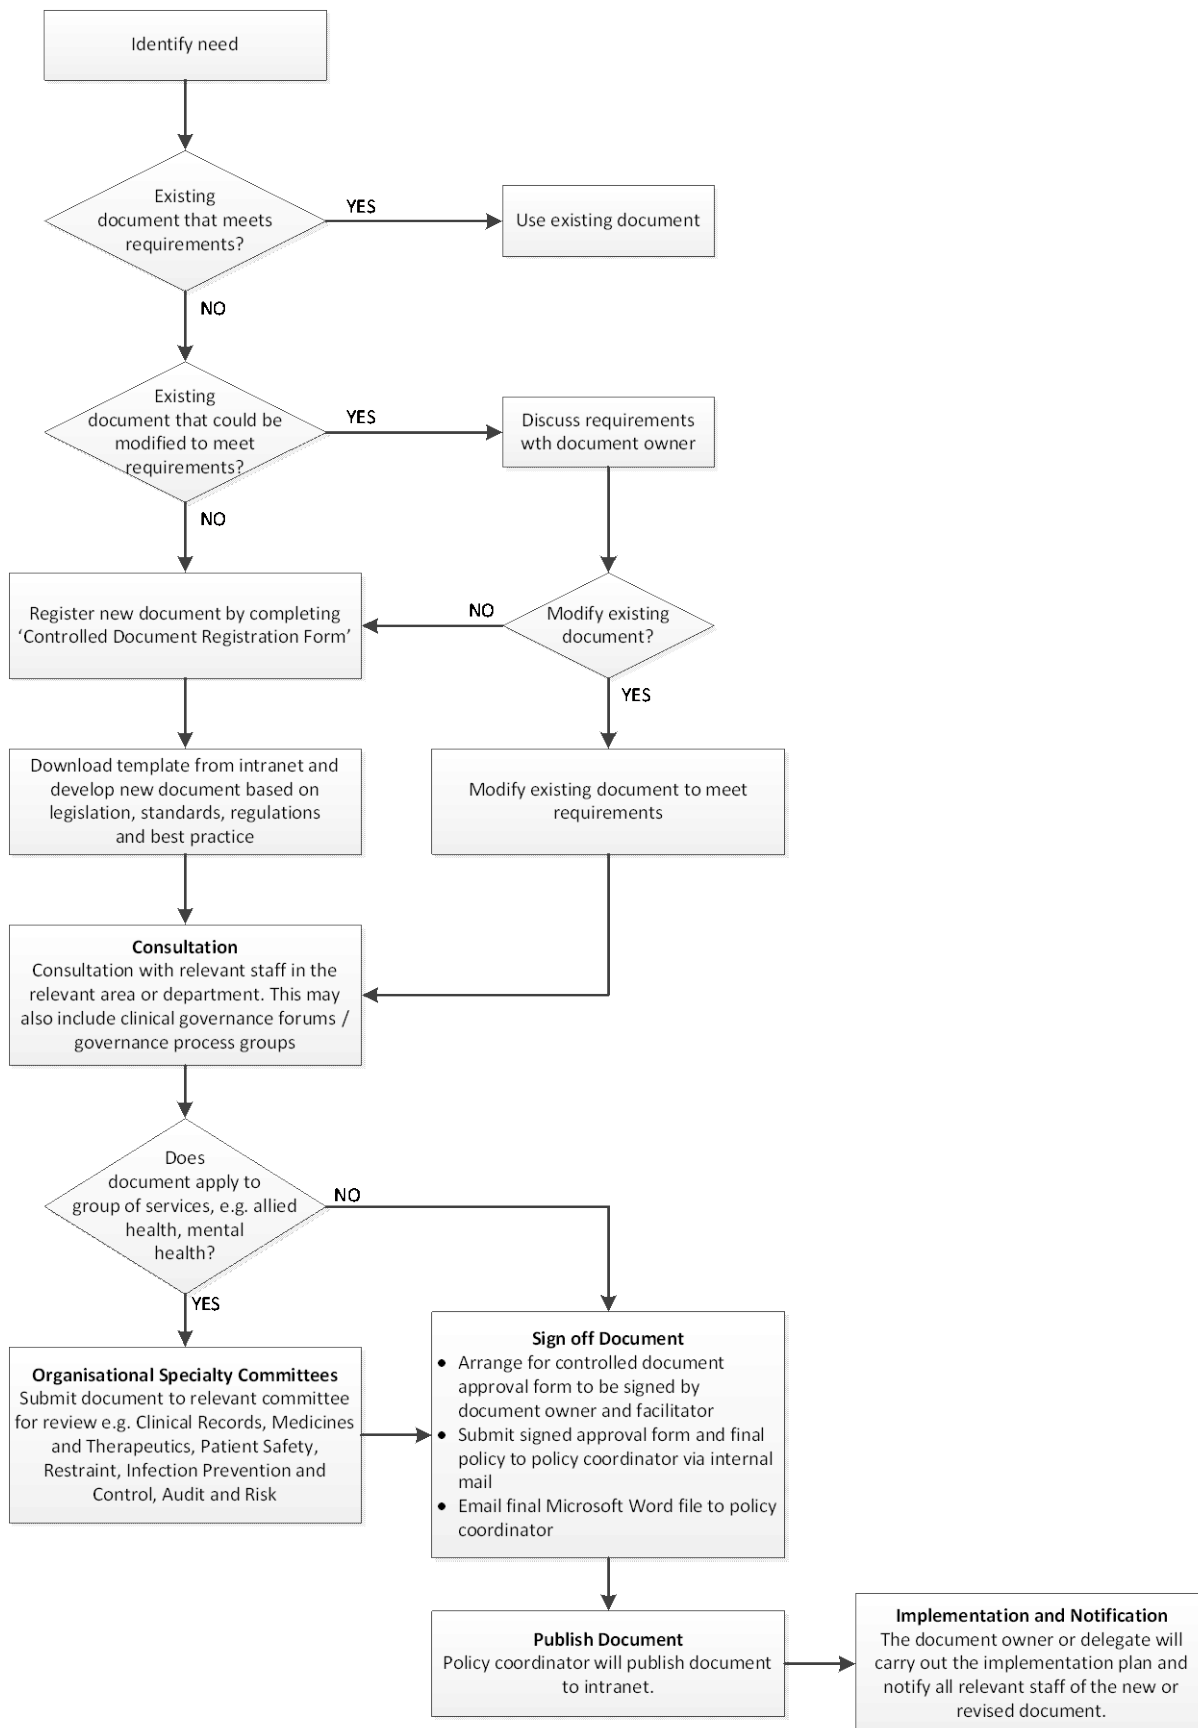 Identify need
Existing
document that meets
requirements?
YES
Use existing document
NO
Existing
document that could be
modified to meet
requirements?
YES
Discuss requirements
wth document owner
NO
Register new document by completing
‘Controlled Document Registration Form’
NO
Modify existing
document?
YES
Download template from intranet and
develop new document based on
legislation, standards, regulations
and best practice
Modify existing document to meet
requirements
Consultation
Consultation with relevant staff in the
relevant area or department. This may
also include clinical governance forums /
governance process groups
Does
document apply to
group of services, e.g. allied
health, mental
health?
NO
YES
Organisational Specialty Committees
Submit document to relevant committee
for review e.g. Clinical Records, Medicines
and Therapeutics, Patient Safety,
Restraint, Infection Prevention and
Control, Audit and Risk
Sign off Document
• Arrange for controlled document
approval form to be signed by
document owner and facilitator
• Submit signed approval form and final
policy to policy coordinator via internal
mail
• Email final Microsoft Word file to policy
coordinator
Publish Document
Policy coordinator will publish document
to intranet.
Implementation and Notification
The document owner or delegate will
carry out the implementation plan and
notify all relevant staff of the new or
revised document.